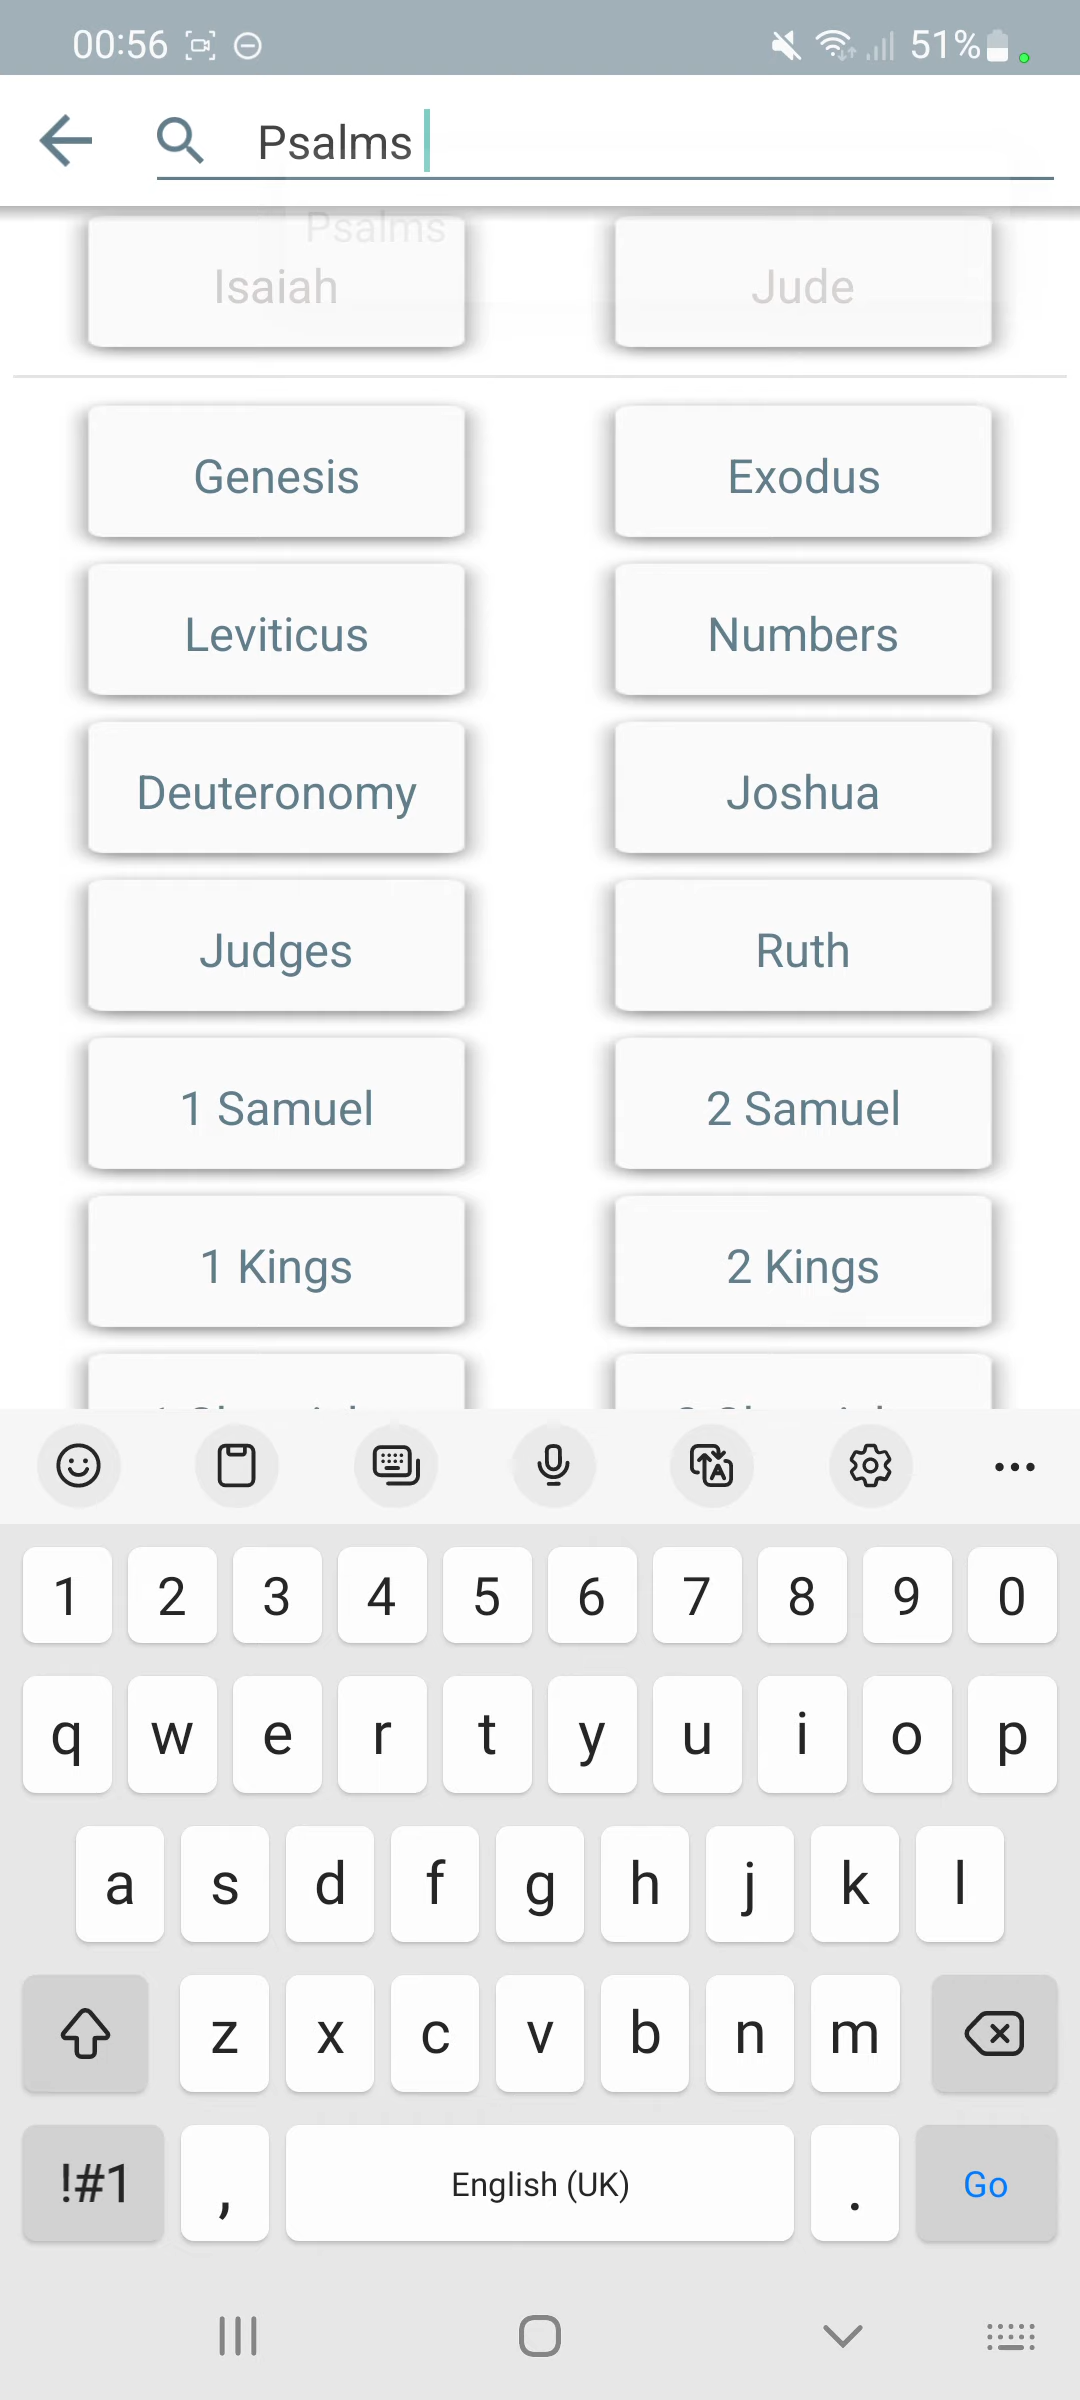 00:56 51%
Psalms
Psalms
Isaiah Jude
Genesis Exodus
Leviticus Numbers
Deuteronomy Joshua
Judges Ruth
1 Samuel 2 Samuel
1 Kings 2 Kings
1 2 3 4 5 6 7 8 9 0
q w e r t y u i o p
a s d f g h j k l
z x c v b n m
!#1 , English (UK) . Go